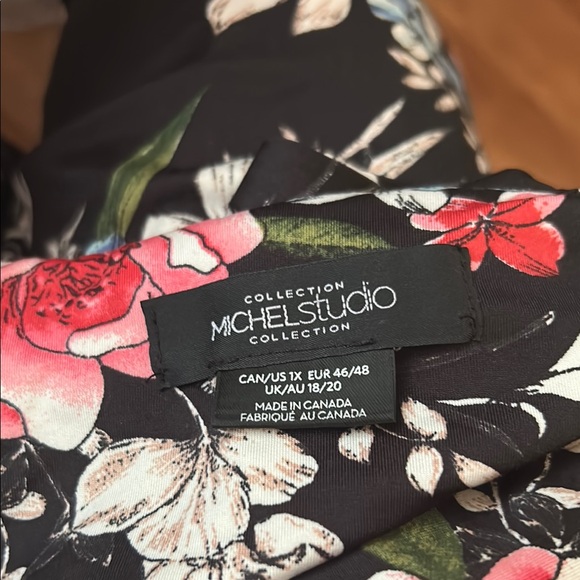 COLLECTION
MICHELstudio
COLLECTION
CAN/US 1X EUR 46/48
UK/AU 18/20
MADE IN CANADA
FABRIQUÉ AU CANADA